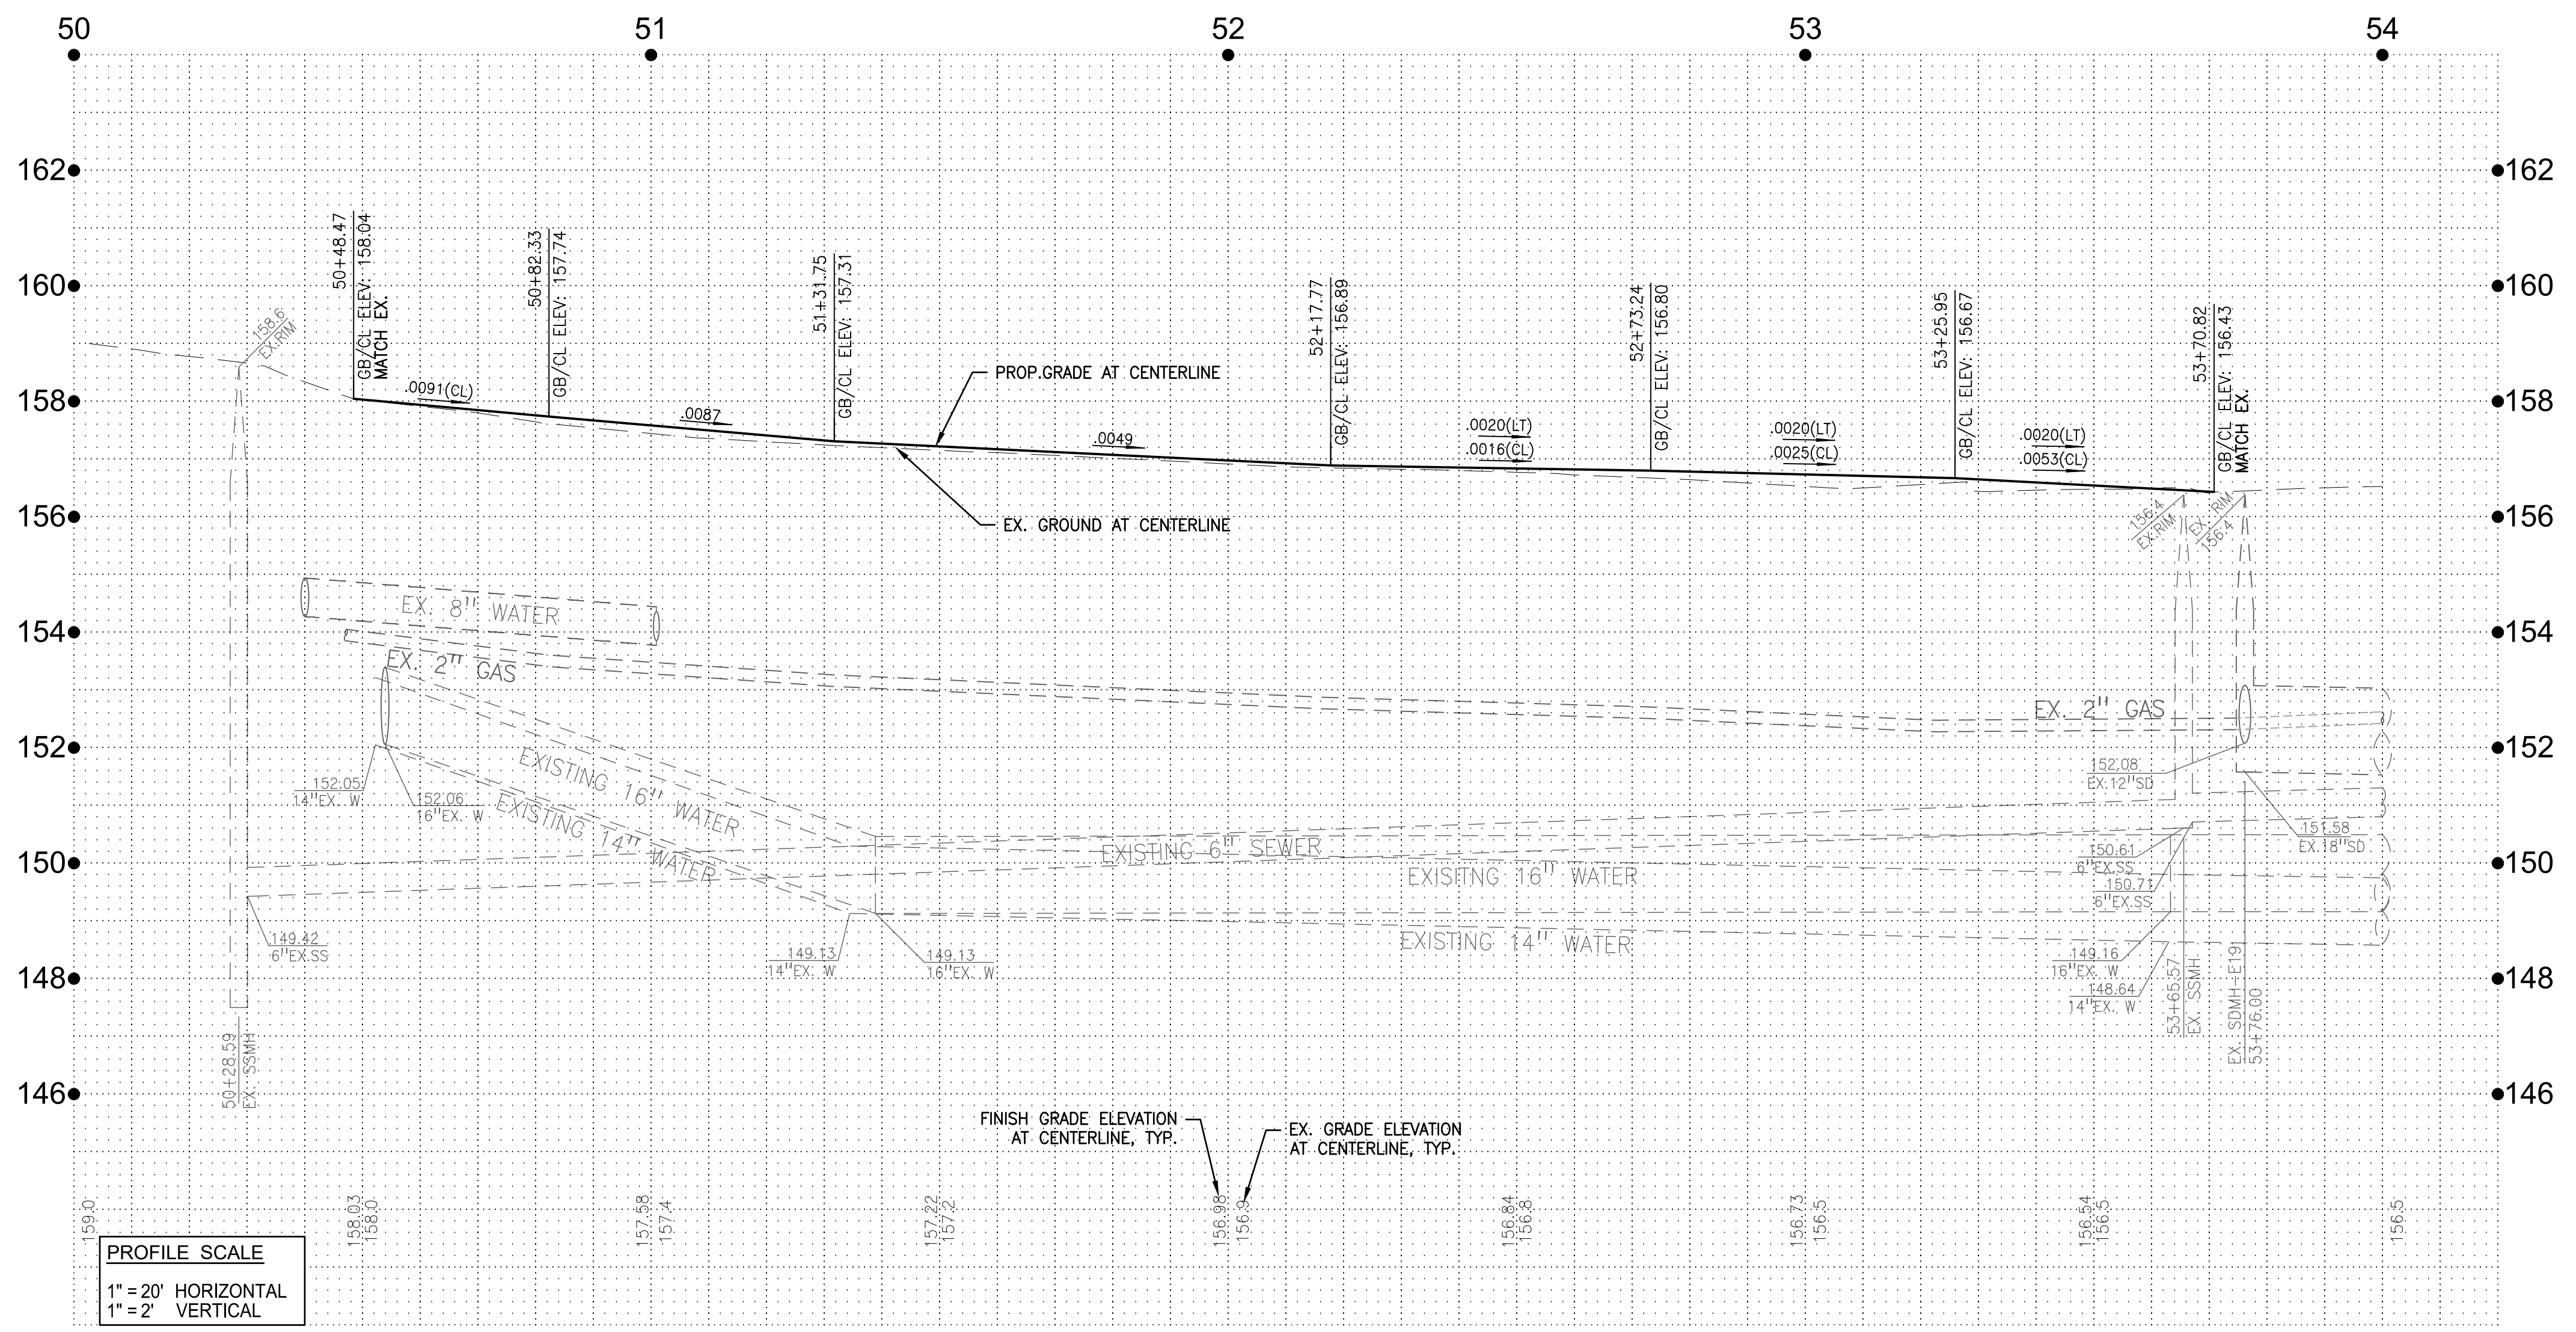 50 51 52 53 54
162 162
160 160
158 158
156 156
154 154
152 152
150 150
148 148
146 146
158.6
EX.RIM
50+48.47
GB/CL ELEV: 158.04
MATCH EX.
50+82.33
GB/CL ELEV: 157.74
51+31.75
GB/CL ELEV: 157.31
52+17.77
GB/CL ELEV: 156.89
52+73.24
GB/CL ELEV: 156.80
53+25.95
GB/CL ELEV: 156.67
53+70.82
GB/CL ELEV: 156.43
MATCH EX.
.0091(CL)
.0087
PROP.GRADE AT CENTERLINE
.0049
.0020(LT)
.0016(CL)
.0020(LT)
.0025(CL)
.0020(LT)
.0053(CL)
EX. GROUND AT CENTERLINE
156.4
EX.RIM
EX. RIM
156.4
EX. 8" WATER
EX. 2" GAS
EX. 2" GAS
EXISTING 16" WATER
EXISTING 14" WATER
152.05
14"EX. W
152.06
16"EX. W
EXISTING 6" SEWER
EXISITNG 16" WATER
EXISTING 14" WATER
152.08
EX.12"SD
151.58
EX.18"SD
150.61
6"EX.SS
150.71
6"EX.SS
149.42
6"EX.SS
149.13
14"EX. W
149.13
16"EX. W
149.16
16"EX. W
148.64
14"EX. W
50+28.59
EX. SSMH
53+65.57
EX. SSMH
EX. SDMH-E19
53+76.00
FINISH GRADE ELEVATION
AT CENTERLINE, TYP.
EX. GRADE ELEVATION
AT CENTERLINE, TYP.
159.0
158.03
158.0
157.58
157.4
157.22
157.2
156.98
156.9
156.84
156.8
156.73
156.5
156.54
156.5
156.5
PROFILE SCALE
1" = 20' HORIZONTAL
1" = 2' VERTICAL